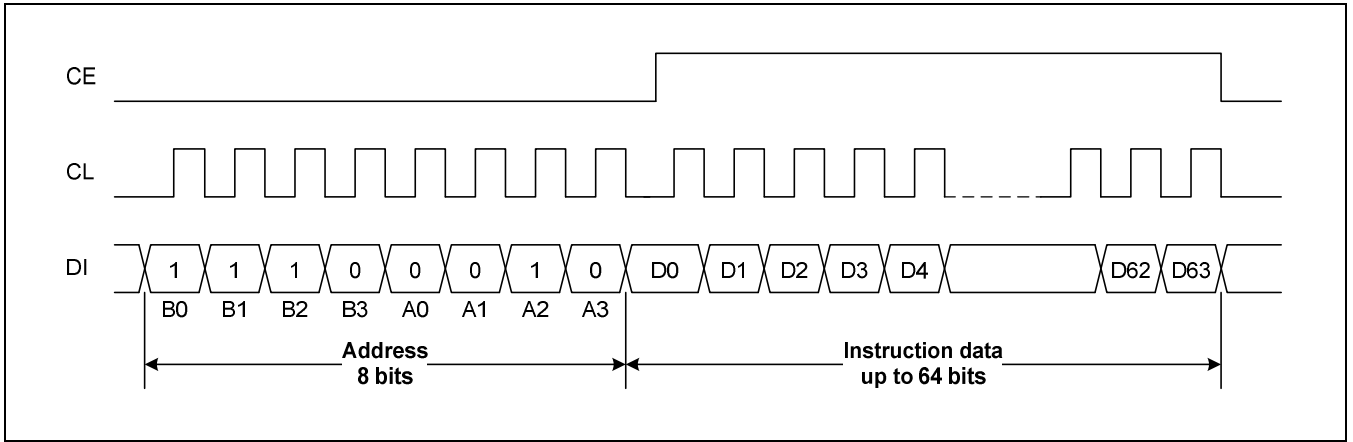 CE
CL
DI
1 1 1 0 0 0 1 0 D0 D1 D2 D3 D4 D62 D63
B0 B1 B2 B3 A0 A1 A2 A3
Address
8 bits
Instruction data
up to 64 bits